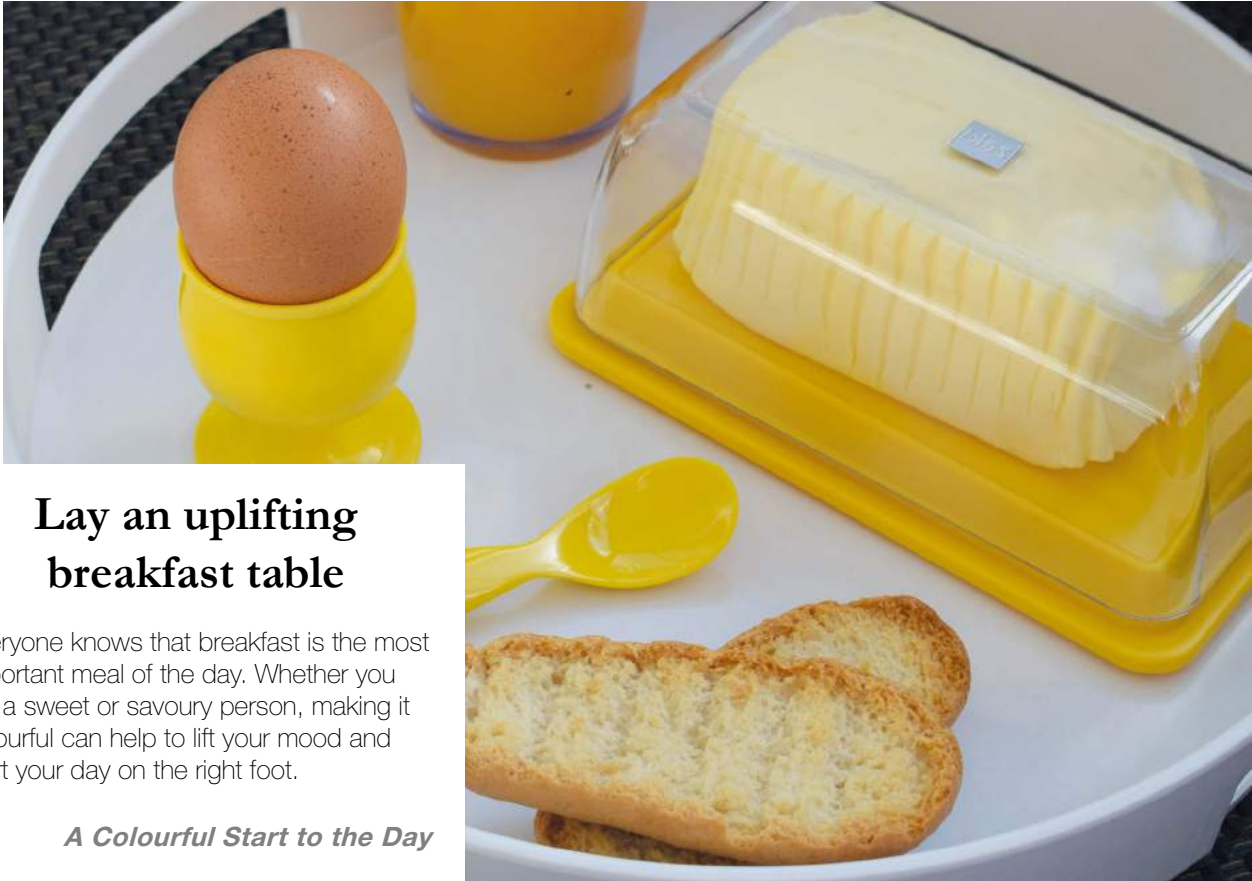 Lay an uplifting
breakfast table
eryone knows that breakfast is the most
portant meal of the day. Whether you
a sweet or savoury person, making it
ourful can help to lift your mood and
rt your day on the right foot.
A Colourful Start to the Day